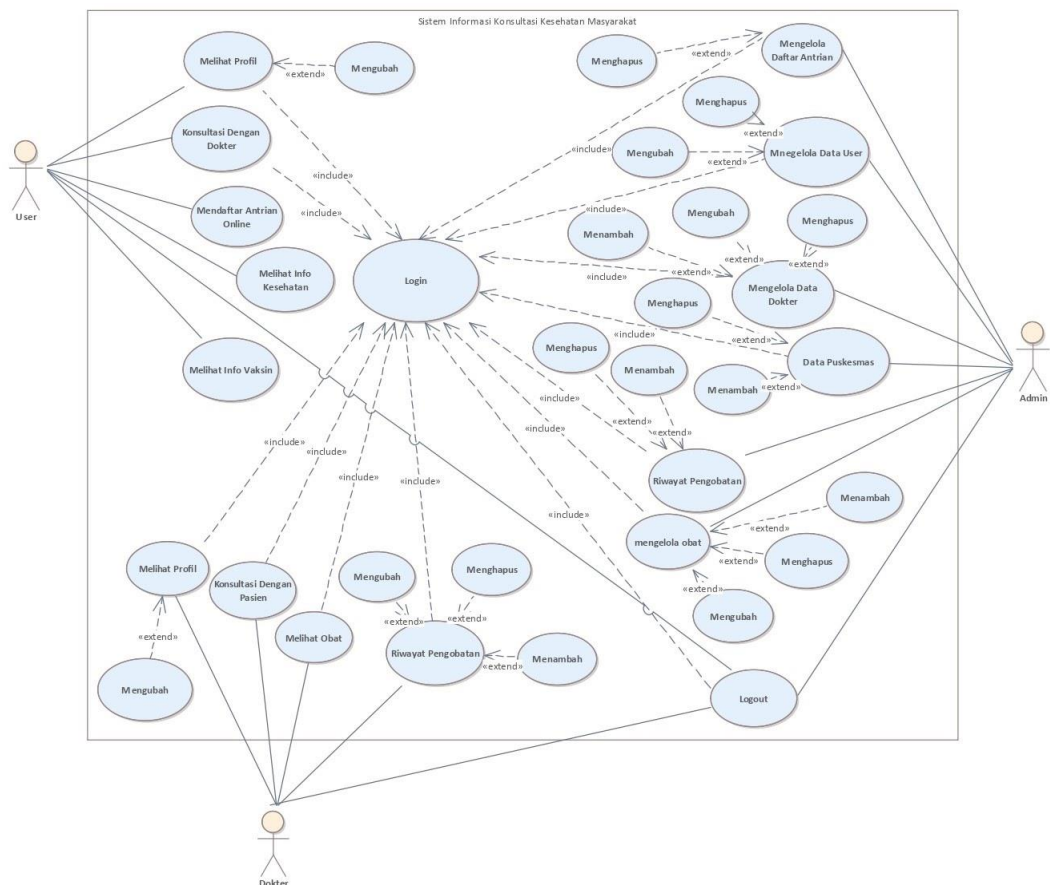 Sistem Informasi Konsultasi Kesehatan Masyarakat
Melihat Profil
«extend»
Mengubah
Menghapus
«extend»
Mengelola
Daftar Antrian
Konsultasi Dengan
Dokter
«include»
«include»
Menghapus
«extend»
Mengubah
«extend»
Mnegelola Data User
«include»
User
Mendaftar Antrian
Online
«include»
Menambah
Mengubah
Menghapus
«extend»
«extend»
«extend»
Melihat Info
Kesehatan
Login
«include»
Mengelola Data
Dokter
Menghapus
«extend»
«include»
Melihat Info Vaksin
Menghapus
Menambah
Menambah
«extend»
Data Puskesmas
Admin
«include»
«include»
«include»
«include»
«include»
«include»
«include»
«extend»
«extend»
Riwayat Pengobatan
«include»
mengelola obat
Menambah
«extend»
Menghapus
«extend»
Mengubah
«extend»
Melihat Profil
«extend»
Mengubah
Konsultasi Dengan
Pasien
Melihat Obat
Mengubah
«extend»
Menghapus
«extend»
Riwayat Pengobatan
«extend»
Menambah
Logout
Dokter